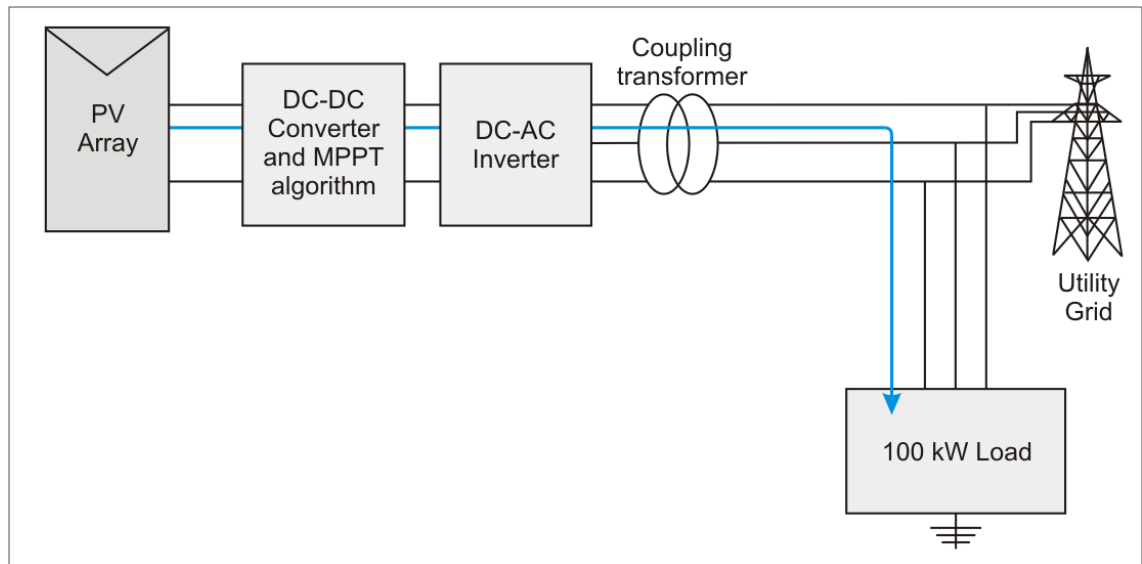 PV
Array
DC-DC
Converter
and MPPT
algorithm
DC-AC
Inverter
Coupling
transformer
Utility
Grid
100 kW Load